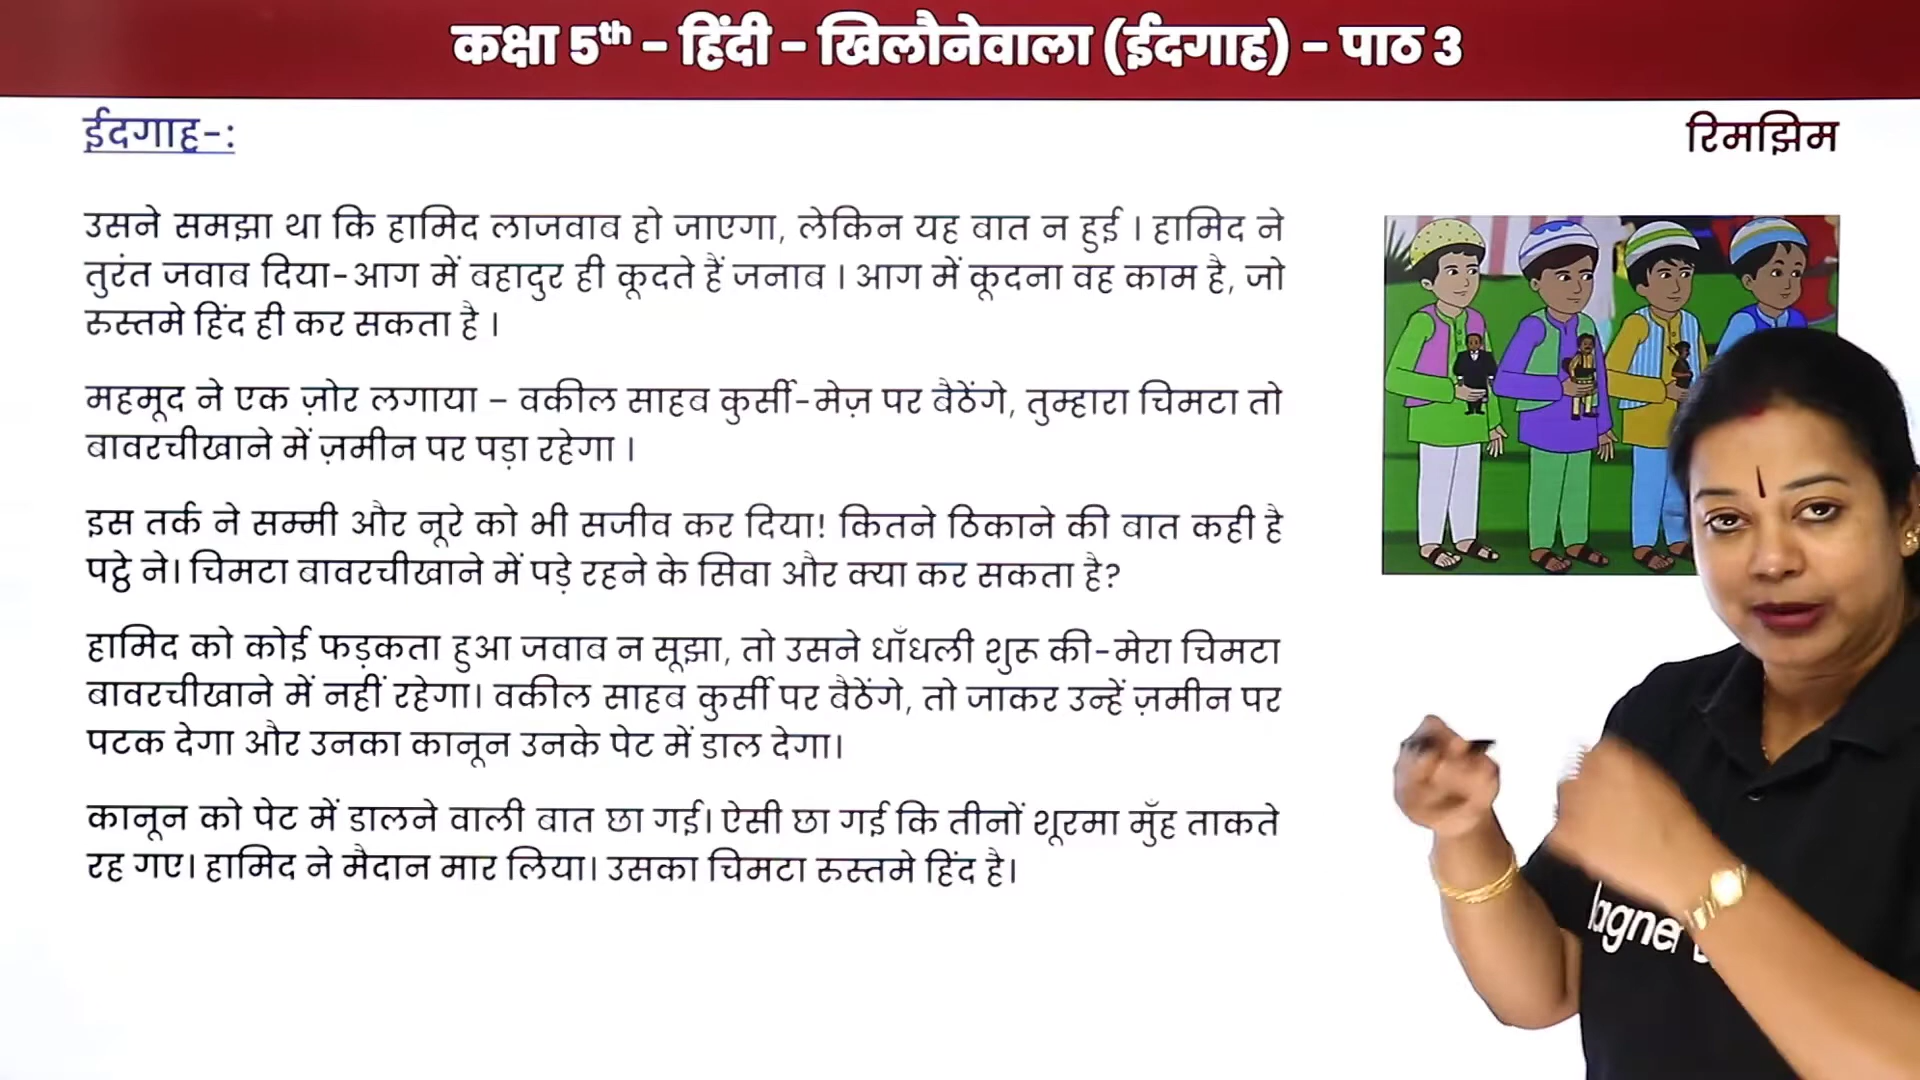 कक्षा 5th - हिंदी - खिलौनेवाला (ईदगाह) - पाठ 3
ईदगाह-:
रिमझिम
उसने समझा था कि हामिद लाजवाब हो जाएगा, लेकिन यह बात न हुई । हामिद ने
तुरंत जवाब दिया-आग में बहादुर ही कूदते हैं जनाब । आग में कूदना वह काम है, जो
रुस्तमे हिंद ही कर सकता है ।
महमूद ने एक ज़ोर लगाया – वकील साहब कुर्सी-मेज़ पर बैठेंगे, तुम्हारा चिमटा तो
बावरचीखाने में ज़मीन पर पड़ा रहेगा ।
इस तर्क ने सम्मी और नूरे को भी सजीव कर दिया! कितने ठिकाने की बात कही है
पट्ठे ने। चिमटा बावरचीखाने में पड़े रहने के सिवा और क्या कर सकता है?
हामिद को कोई फड़कता हुआ जवाब न सूझा, तो उसने धाँधली शुरू की-मेरा चिमटा
बावरचीखाने में नहीं रहेगा। वकील साहब कुर्सी पर बैठेंगे, तो जाकर उन्हें ज़मीन पर
पटक देगा और उनका कानून उनके पेट में डाल देगा।
कानून को पेट में डालने वाली बात छा गई। ऐसी छा गई कि तीनों शूरमा मुँह ताकते
रह गए। हामिद ने मैदान मार लिया। उसका चिमटा रुस्तमे हिंद है।